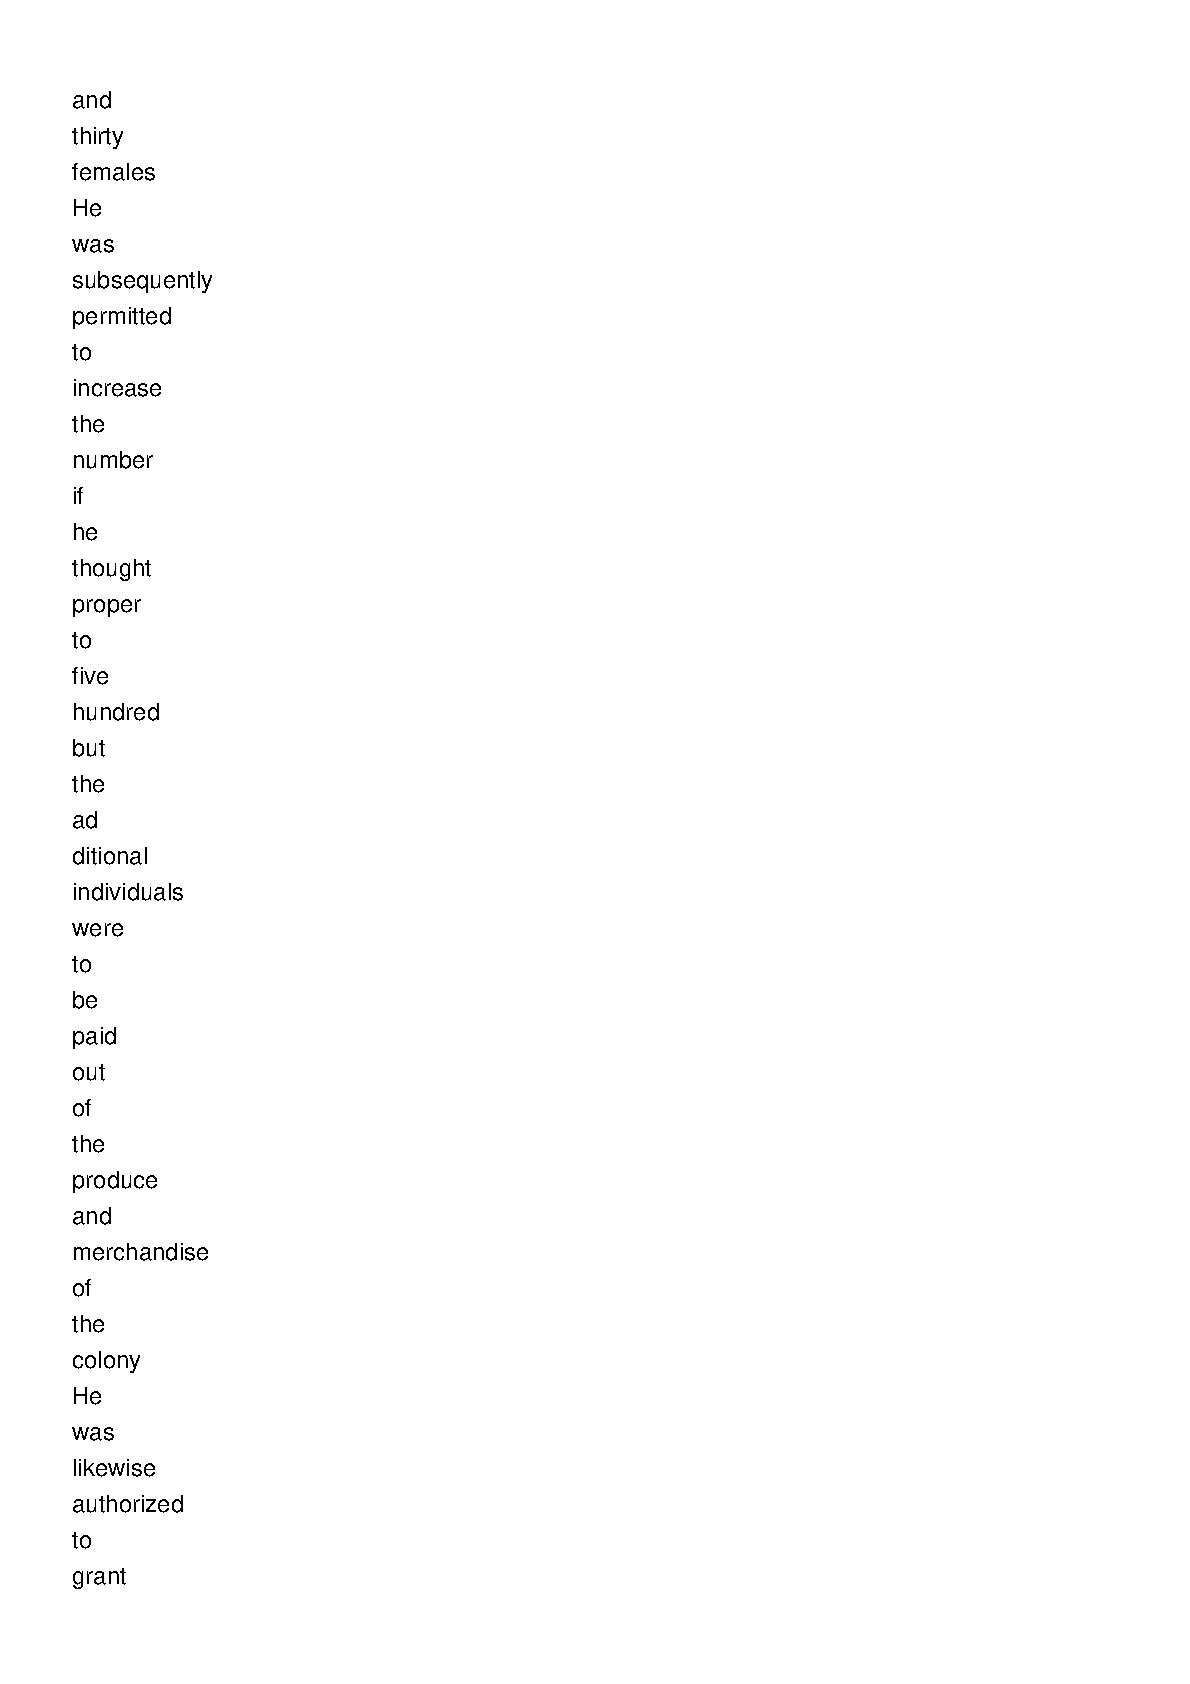 and
thirty
females
He
was
subsequently
permitted
to
increase
the
number
if
he
thought
proper
to
five
hundred
but
the
ad
ditional
individuals
were
to
be
paid
out
of
the
produce
and
merchandise
of
the
colony
He
was
likewise
authorized
to
grant